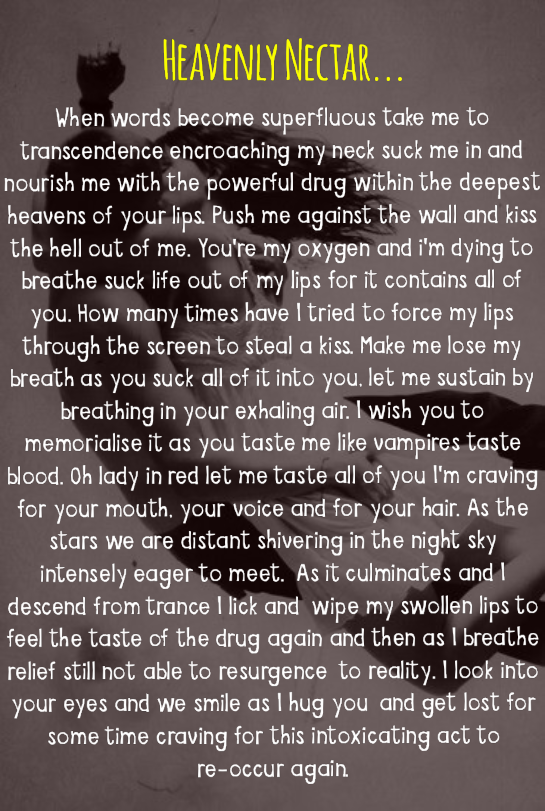 Heavenly Nectar...
When words become superfluous take me to
transcendence encroaching my neck suck me in and
nourish me with the powerful drug within the deepest
heavens of your lips. Push me against the wall and kiss
the hell out of me. You're my oxygen and i'm dying to
breathe suck life out of my lips for it contains all of
you. How many times have I tried to force my lips
through the screen to steal a kiss. Make me lose my
breath as you suck all of it into you, let me sustain by
breathing in your exhaling air. I wish you to
memorialise it as you taste me like vampires taste
blood. Oh lady in red let me taste all of you I'm craving
for your mouth, your voice and for your hair. As the
stars we are distant shivering in the night sky
intensely eager to meet. As it culminates and I
descend from trance I lick and wipe my swollen lips to
feel the taste of the drug again and then as I breathe
relief still not able to resurgence to reality. I look into
your eyes and we smile as I hug you and get lost for
some time craving for this intoxicating act to
re-occur again.